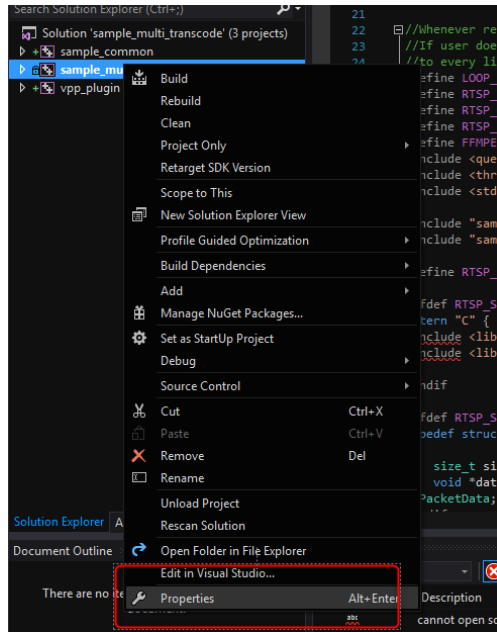 Search Solution Explorer (Ctrl+;)
Solution 'sample_multi_transcode' (3 projects)
sample_common
sample_mu
vpp_plugin
Build
Rebuild
Clean
Project Only
Retarget SDK Version
Scope to This
New Solution Explorer View
Profile Guided Optimization
Build Dependencies
Add
Manage NuGet Packages...
Set as StartUp Project
Debug
Source Control
Cut Ctrl+X
Paste Ctrl+V
Remove Del
Rename
Unload Project
Rescan Solution
Open Folder in File Explorer
Edit in Visual Studio...
Properties Alt+Enter
Solution Explorer A
Document Outline
There are no ite
21
22 //Whenever re
23 //If user doe
24 //to every li
efine LOOP_
efine RTSP_
efine RTSP_
efine RTSP_
efine FFMPE
nclude <que
nclude <thr
nclude <std
nclude "sam
nclude "sam
efine RTSP_
fdef RTSP_S
tern "C" {
nclude <lib
nclude <lib
ndif
fdef RTSP_S
pedef struc
size_t si
void *dat
PacketData;
Description
abc cannot open so